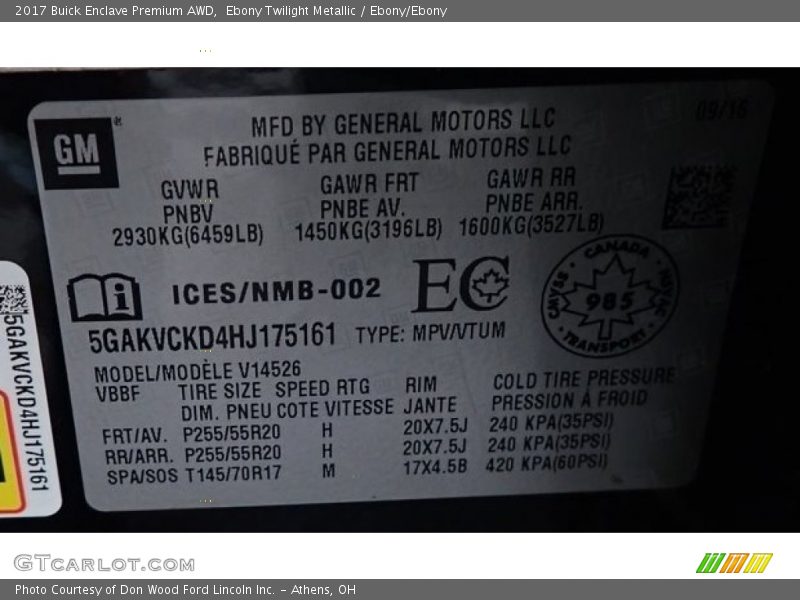 2017 Buick Enclave Premium AWD,  Ebony Twilight Metallic / Ebony/Ebony
09/16
GM®
MFD BY GENERAL MOTORS LLC
FABRIQUÉ PAR GENERAL MOTORS LLC
GVWR GAWR FRT GAWR RR
PNBV PNBE AV. PNBE ARR.
2930KG(6459LB) 1450KG(3196LB) 1600KG(3527LB)
ICES/NMB-002 EC
CANADA
CMVSS 985 NSVAC
TRANSPORT
5GAKVCKD4HJ175161 TYPE: MPV/VTUM
MODEL/MODÈLE V14526
VBBF TIRE SIZE SPEED RTG RIM COLD TIRE PRESSURE
DIM. PNEU COTE VITESSE JANTE PRESSION À FROID
FRT/AV. P255/55R20 H 20X7.5J 240 KPA(35PSI)
RR/ARR. P255/55R20 H 20X7.5J 240 KPA(35PSI)
SPA/SOS T145/70R17 M 17X4.5B 420 KPA(60PSI)
5GAKVCKD4HJ175161
GTCARLOT.COM
Photo Courtesy of Don Wood Ford Lincoln Inc. – Athens, OH